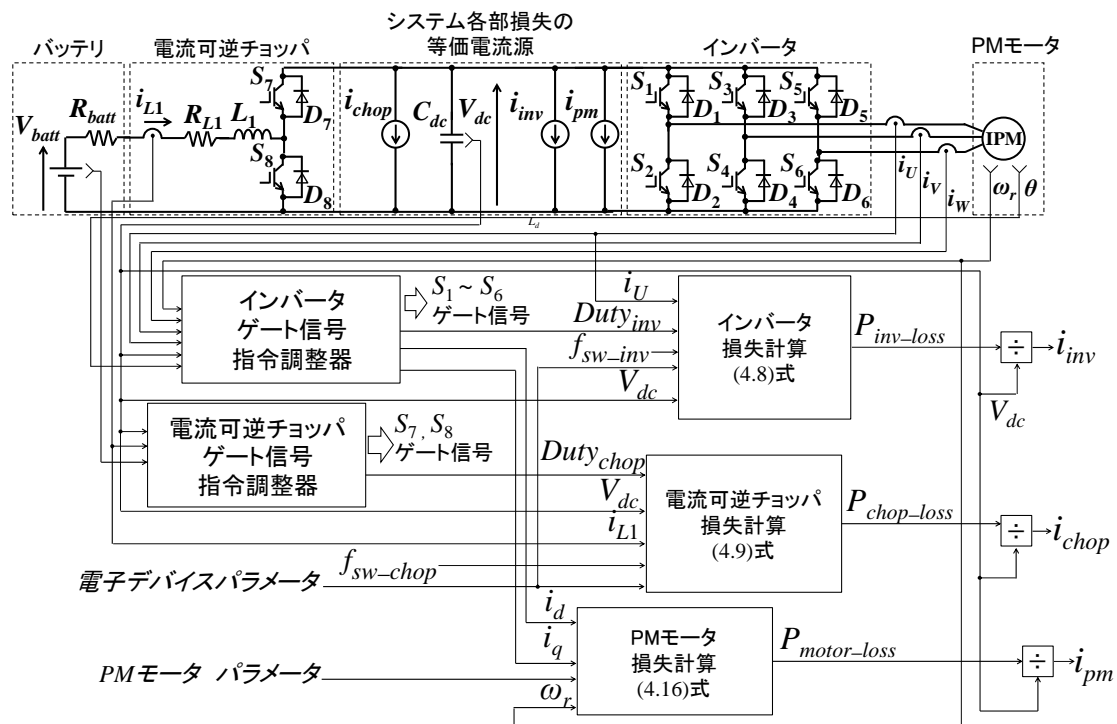 システム各部損失の
等価電流源
バッテリ
電流可逆チョッパ
インバータ
PMモータ
V_batt
R_batt
i_L1
R_L1
L_1
S_7
D_7
S_8
D_8
i_chop
C_dc
V_dc
i_inv
i_pm
S_1
D_1
S_3
D_3
S_5
D_5
S_2
D_2
S_4
D_4
S_6
D_6
IPM
i_U
i_V
i_W
ω_r
θ
L_d
インバータ
ゲート信号
指令調整器
S_1 ~ S_6
ゲート信号
i_U
Duty_inv
f_sw–inv
V_dc
インバータ
損失計算
(4.8)式
P_inv–loss
÷
i_inv
V_dc
電流可逆チョッパ
ゲート信号
指令調整器
S_7 , S_8
ゲート信号
Duty_chop
V_dc
i_L1
f_sw–chop
電子デバイスパラメータ
電流可逆チョッパ
損失計算
(4.9)式
P_chop–loss
÷
i_chop
i_d
i_q
PMモータ パラメータ
ω_r
PMモータ
損失計算
(4.16)式
P_motor–loss
÷
i_pm